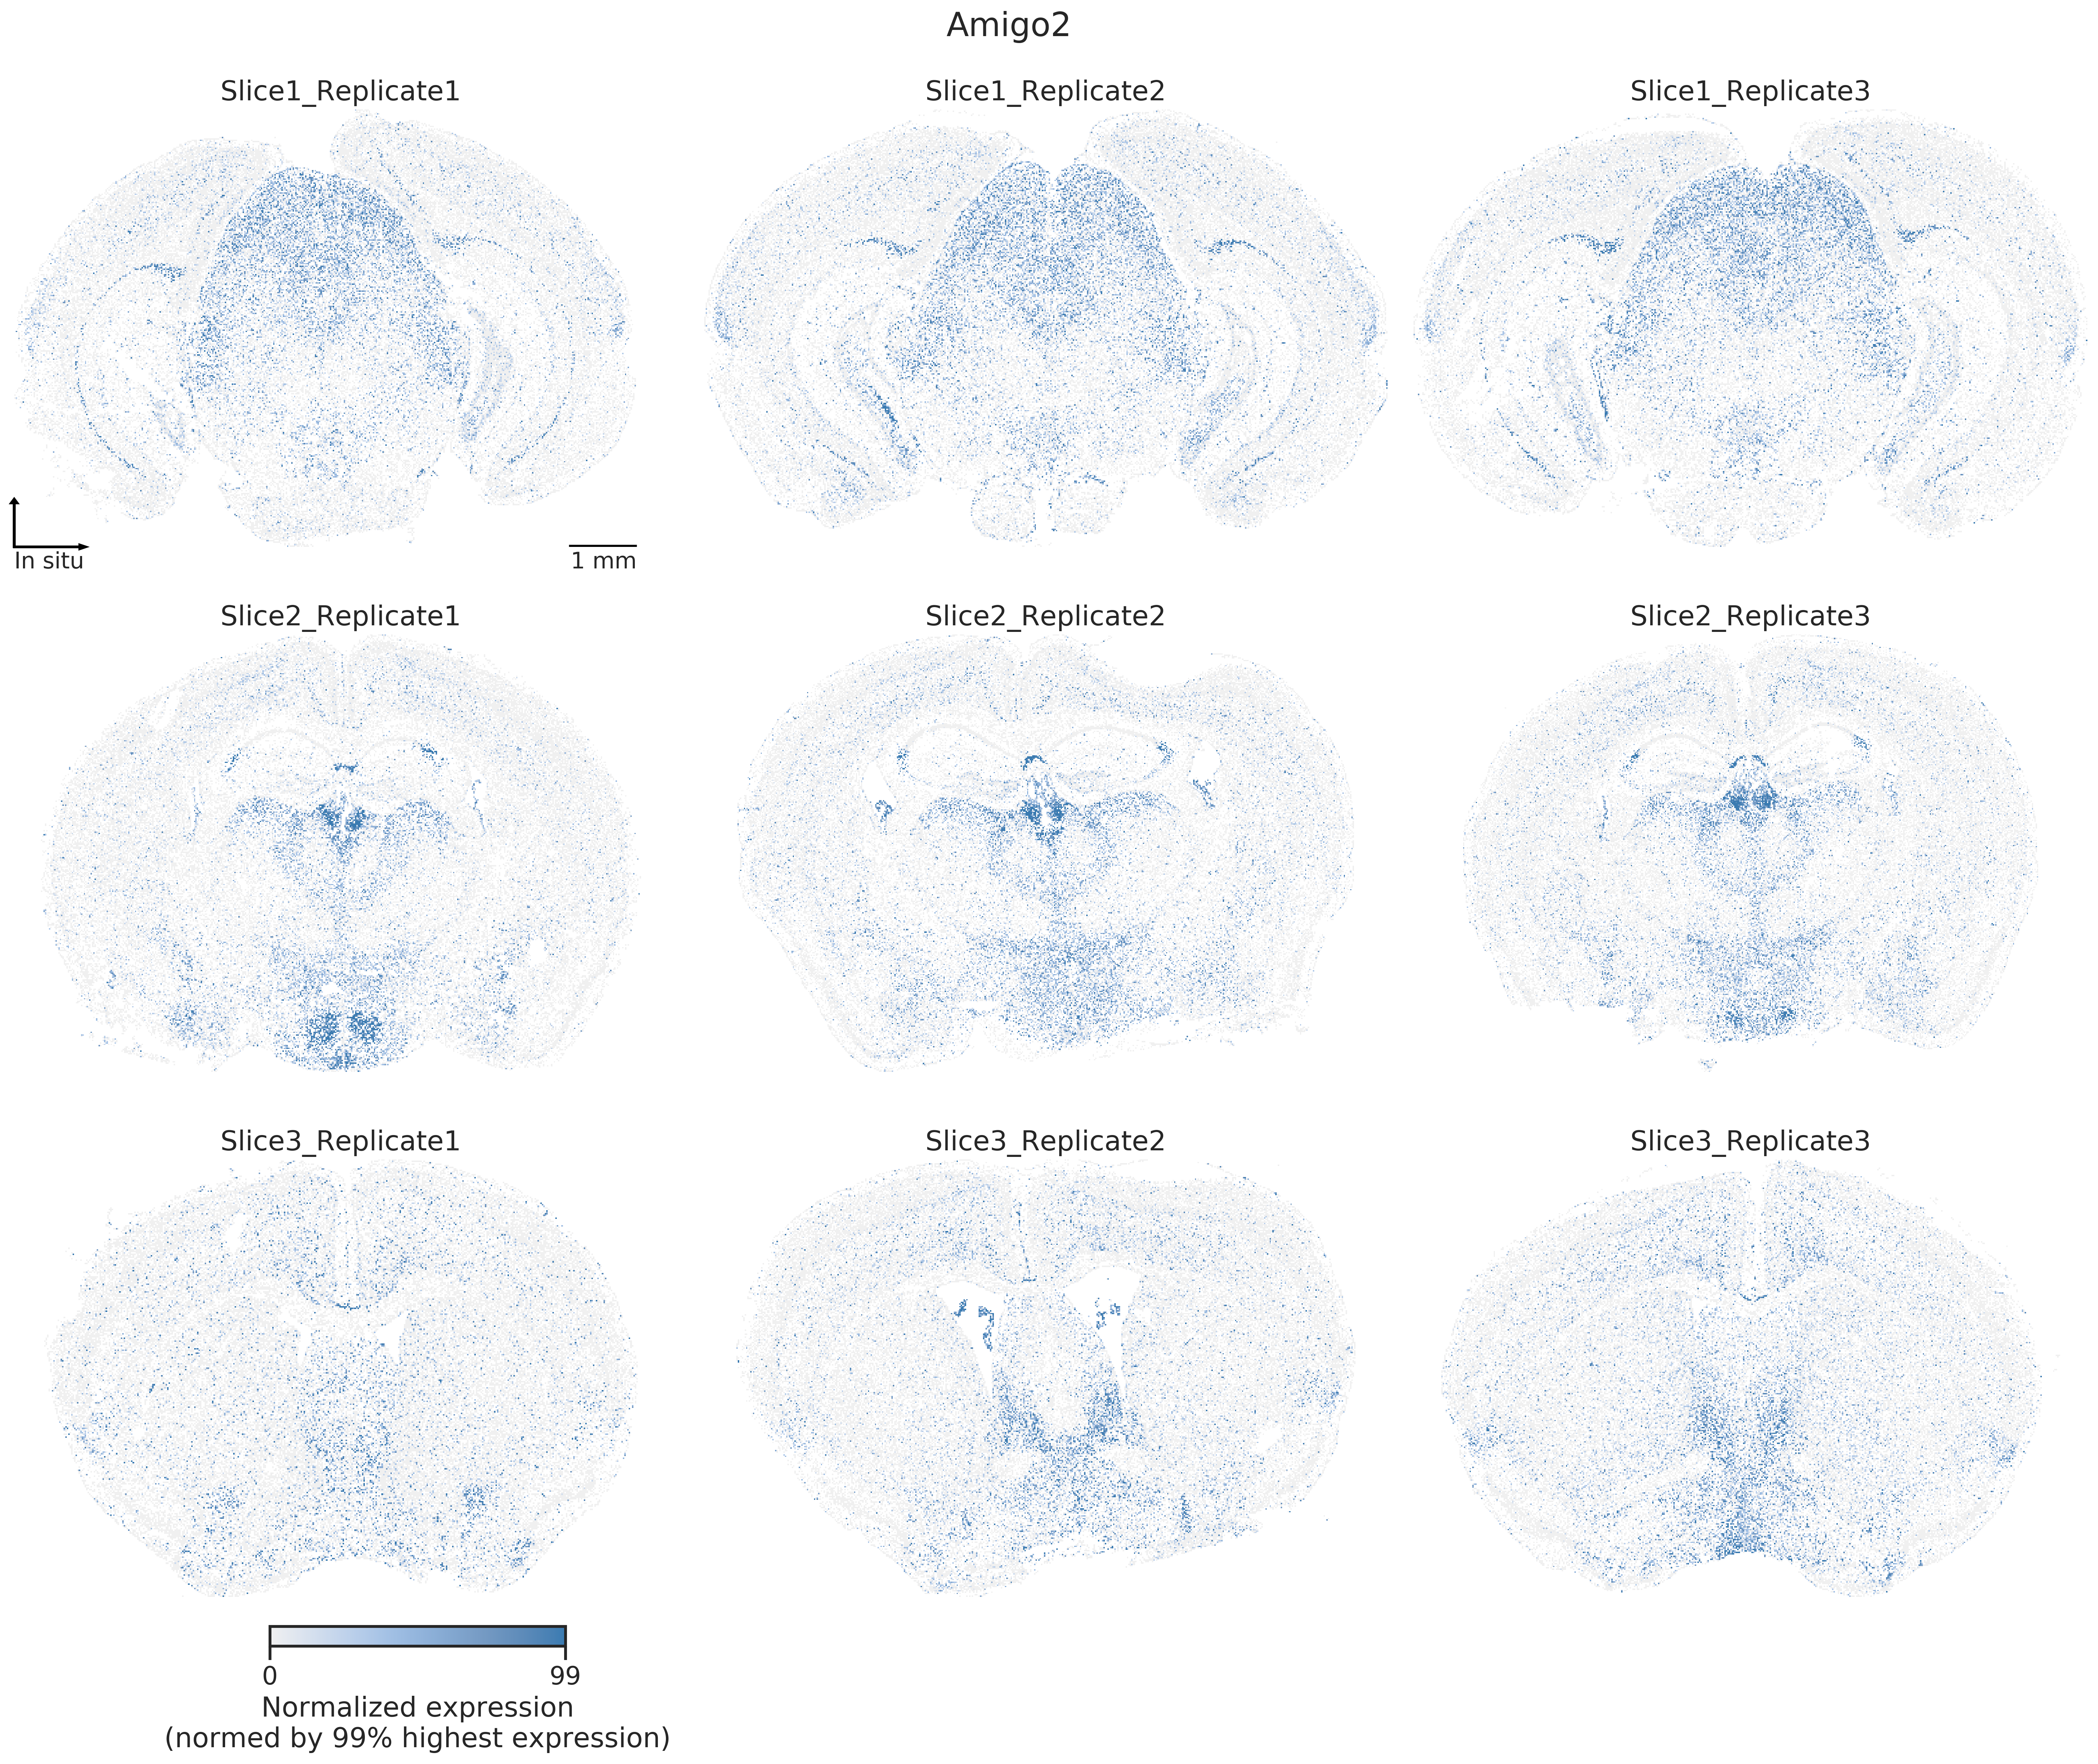 Amigo2
Slice1_Replicate1
Slice1_Replicate2
Slice1_Replicate3
In situ
1 mm
Slice2_Replicate1
Slice2_Replicate2
Slice2_Replicate3
Slice3_Replicate1
Slice3_Replicate2
Slice3_Replicate3
0
99
Normalized expression
(normed by 99% highest expression)